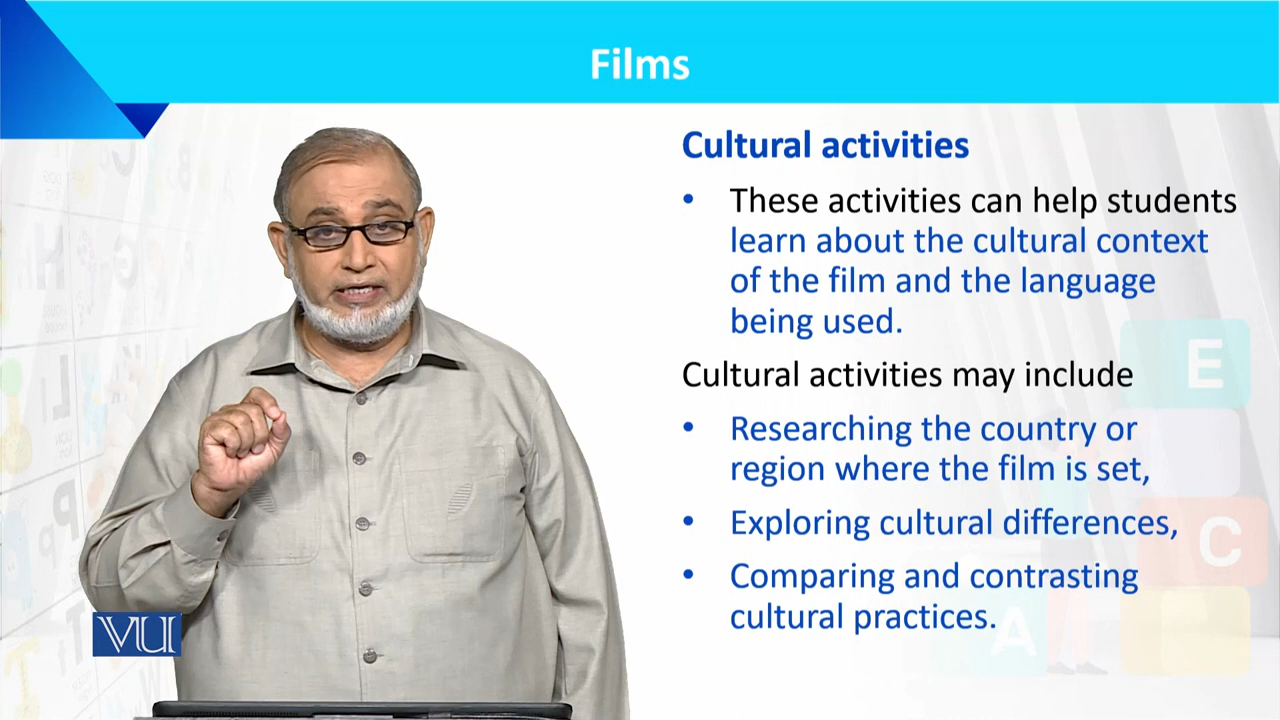 Films
Cultural activities
• These activities can help students
learn about the cultural context
of the film and the language
being used.
Cultural activities may include
• Researching the country or
region where the film is set,
• Exploring cultural differences,
• Comparing and contrasting
cultural practices.
VU
E
C
A